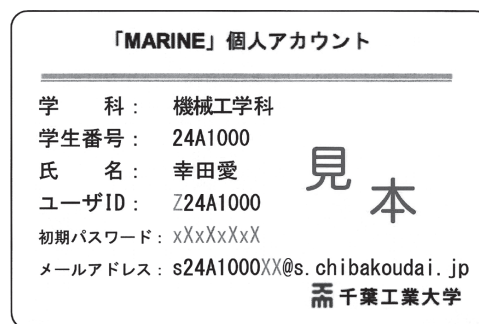 「MARINE」個人アカウント
学　　科： 機械工学科
学生番号： 24A1000
氏　　名： 幸田愛
ユーザID： Z24A1000
初期パスワード： xXxXxXxX
メールアドレス： s24A1000XX@s.chibakoudai.jp
見本
千葉工業大学